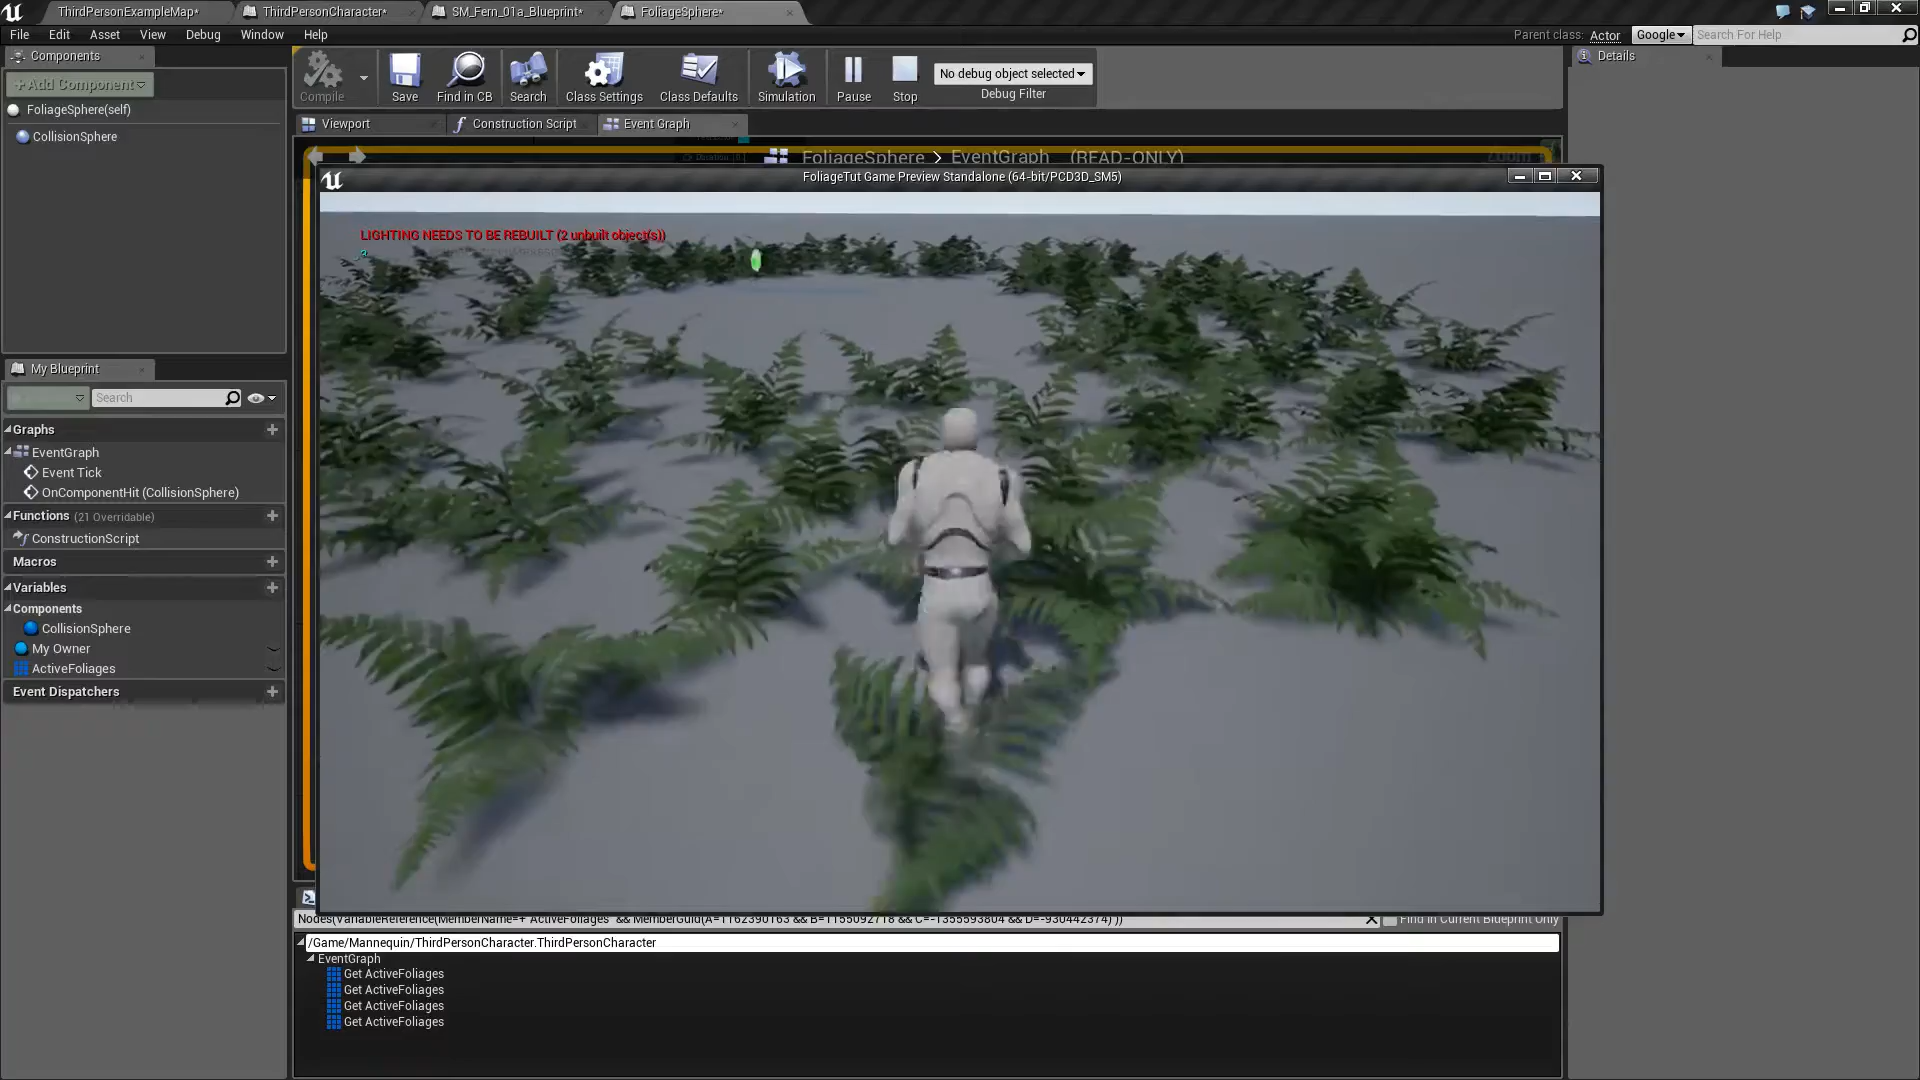 ThirdPersonExampleMap*
ThirdPersonCharacter*
SM_Fern_01a_Blueprint*
FoliageSphere*
File Edit Asset View Debug Window Help
Parent class: Actor
Google
Search For Help
Components
+Add Component
FoliageSphere(self)
CollisionSphere
Compile
Save
Find in CB
Search
Class Settings
Class Defaults
Simulation
Pause
Stop
No debug object selected
Debug Filter
Details
Viewport
Construction Script
Event Graph
FoliageSphere > EventGraph (READ-ONLY)
Zoom
FoliageTut Game Preview Standalone (64-bit/PCD3D_SM5)
LIGHTING NEEDS TO BE REBUILT (2 unbuilt object(s))
My Blueprint
Search
Graphs
EventGraph
Event Tick
OnComponentHit (CollisionSphere)
Functions (21 Overridable)
ConstructionScript
Macros
Variables
Components
CollisionSphere
My Owner
ActiveFoliages
Event Dispatchers
Nodes(VariableReference(MemberName=+"ActiveFoliages" && MemberGuid(A=1162390163 && B=1155092718 && C=-1355593804 && D=-930442374) ))
Find in Current Blueprint Only
/Game/Mannequin/ThirdPersonCharacter.ThirdPersonCharacter
EventGraph
Get ActiveFoliages
Get ActiveFoliages
Get ActiveFoliages
Get ActiveFoliages